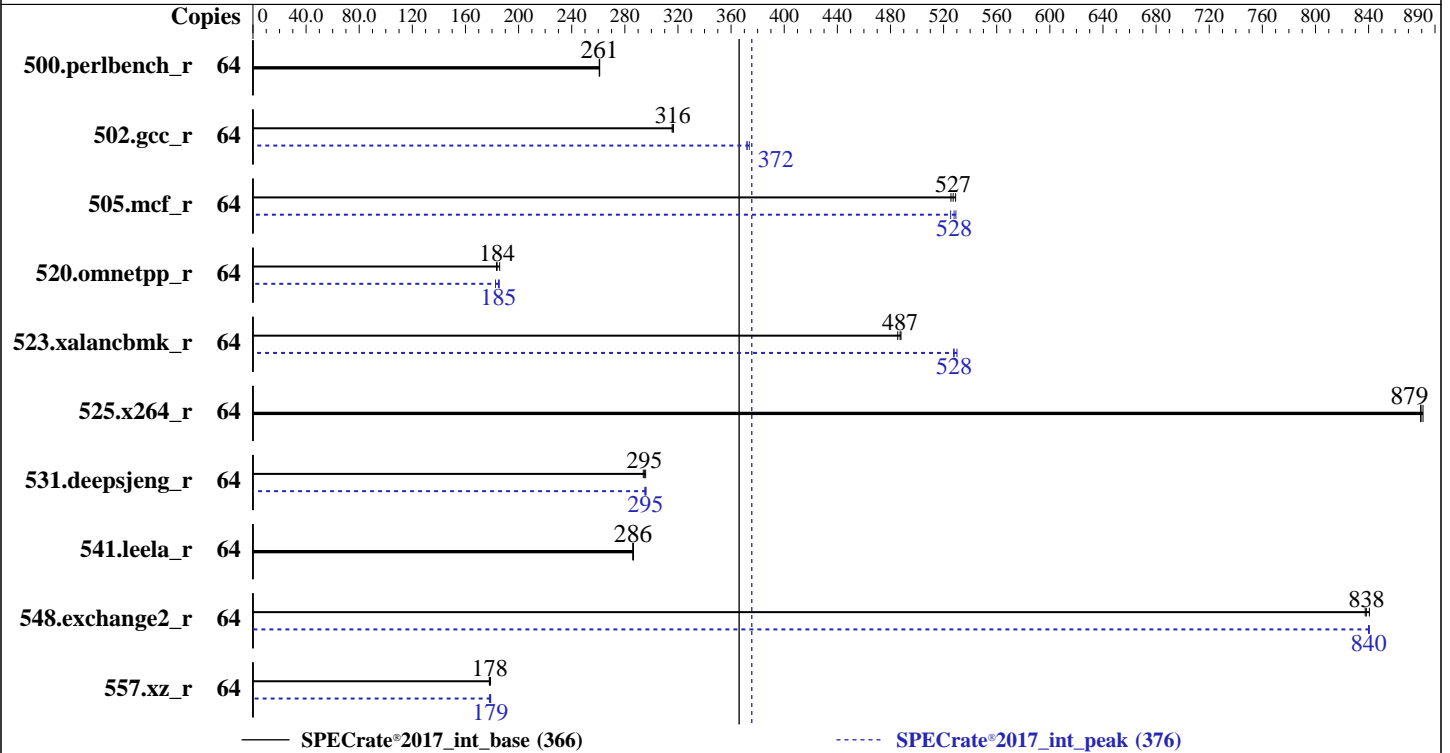 Copies 0 40.0 80.0 120 160 200 240 280 320 360 400 440 480 520 560 600 640 680 720 760 800 840 890
500.perlbench_r 64 261
502.gcc_r 64 316
372
505.mcf_r 64 527
528
520.omnetpp_r 64 184
185
523.xalancbmk_r 64 487
528
525.x264_r 64 879
531.deepsjeng_r 64 295
295
541.leela_r 64 286
548.exchange2_r 64 838
840
557.xz_r 64 178
179
SPECrate®2017_int_base (366) SPECrate®2017_int_peak (376)